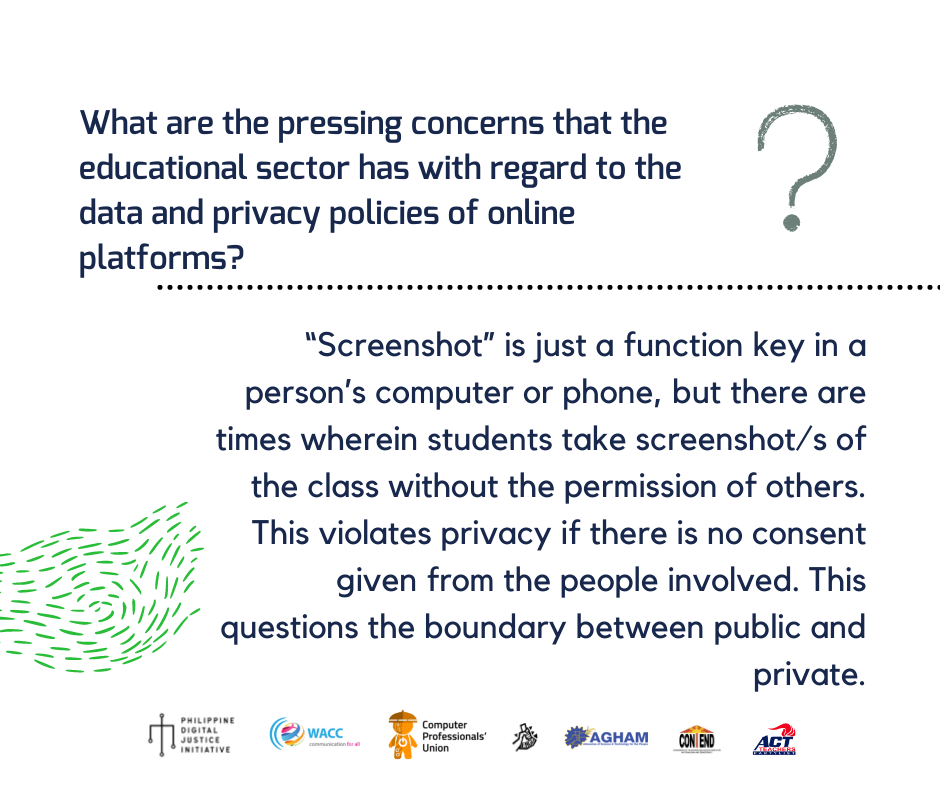 What are the pressing concerns that the
educational sector has with regard to the
data and privacy policies of online
platforms?
“Screenshot” is just a function key in a
person’s computer or phone, but there are
times wherein students take screenshot/s of
the class without the permission of others.
This violates privacy if there is no consent
given from the people involved. This
questions the boundary between public and
private.
PHILIPPINE
DIGITAL
JUSTICE
INITIATIVE
WACC
communication for all
Computer
Professionals’
Union
AGHAM
CONTEND
ACT
TEACHERS
PARTYLIST